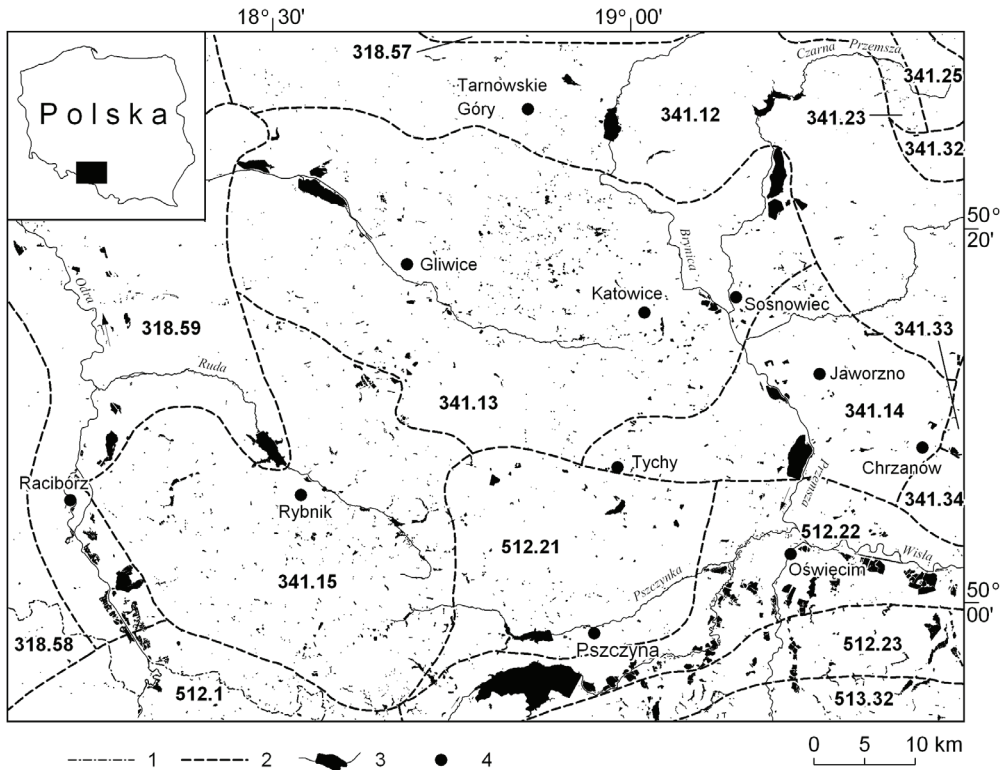 18° 30'
19° 00'
Polska
318.57
Czarna Przemsza
341.25
Tarnowskie
Góry
341.12
341.23
341.32
50°
20'
Brynica
Gliwice
Odra
Katowice
Sosnowiec
318.59
341.33
Ruda
Jaworzno
341.13
341.14
Tychy
Chrzanów
Racibórz
Przemsza
341.34
Rybnik
512.22
512.21
Wisła
Oświęcim
341.15
Pszczynka
50°
00'
318.58
Pszczyna
512.23
512.1
513.32
1 2 3 4
0 5 10 km